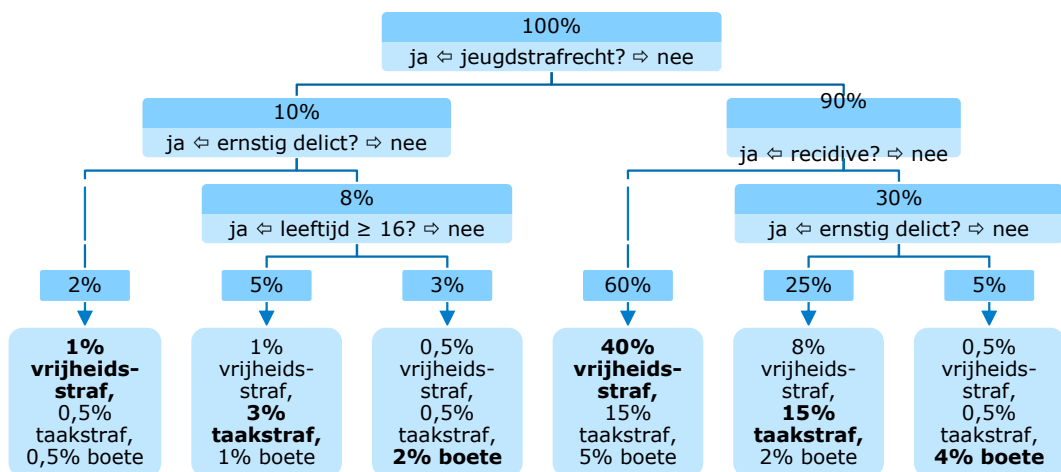 100%
ja ⇦ jeugdstrafrecht? ⇨ nee
10%
ja ⇦ ernstig delict? ⇨ nee
90%
ja ⇦ recidive? ⇨ nee
8%
ja ⇦ leeftijd ≥ 16? ⇨ nee
30%
ja ⇦ ernstig delict? ⇨ nee
2%
5%
3%
60%
25%
5%
1%
vrijheids-
straf,
0,5%
taakstraf,
0,5% boete
1%
vrijheids-
straf,
3%
taakstraf,
1% boete
0,5%
vrijheids-
straf,
0,5%
taakstraf,
2% boete
40%
vrijheids-
straf,
15%
taakstraf,
5% boete
8%
vrijheids-
straf,
15%
taakstraf,
2% boete
0,5%
vrijheids-
straf,
0,5%
taakstraf,
4% boete